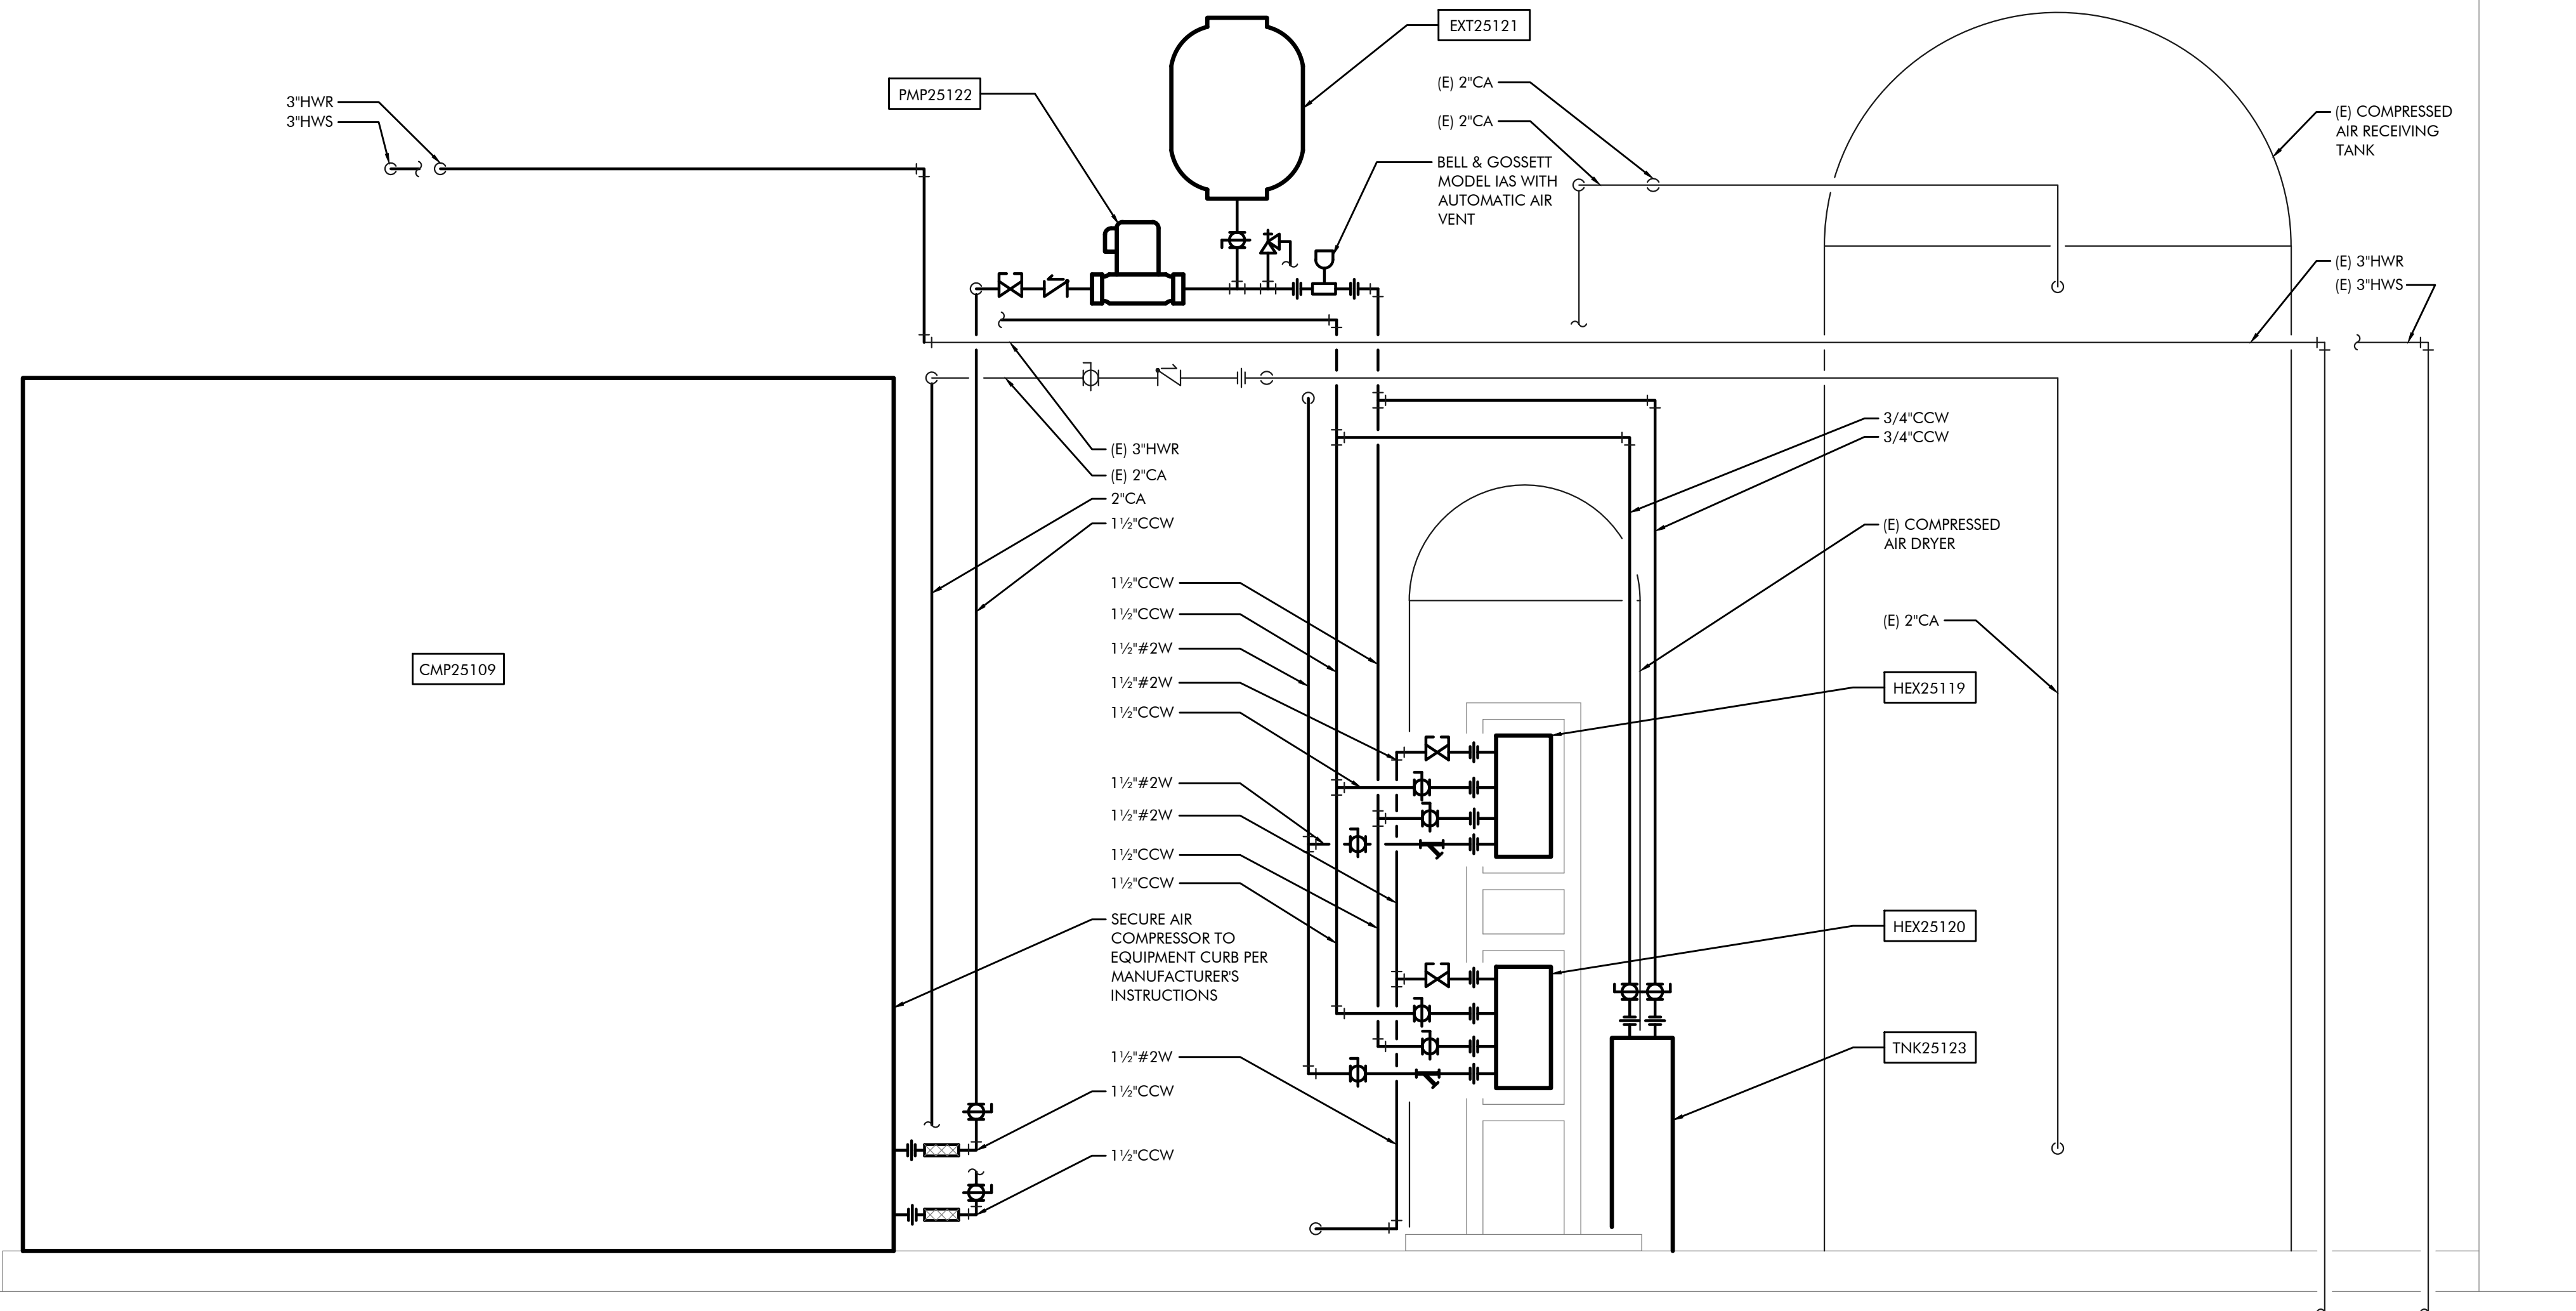 3"HWR
3"HWS
PMP25122
EXT25121
(E) 2"CA
(E) 2"CA
BELL & GOSSETT
MODEL IAS WITH
AUTOMATIC AIR
VENT
(E) COMPRESSED
AIR RECEIVING
TANK
(E) 3"HWR
(E) 3"HWS
CMP25109
(E) 3"HWR
(E) 2"CA
2"CA
1½"CCW
1½"CCW
1½"CCW
1½"#2W
1½"#2W
1½"CCW
1½"#2W
1½"#2W
1½"CCW
1½"CCW
SECURE AIR
COMPRESSOR TO
EQUIPMENT CURB PER
MANUFACTURER'S
INSTRUCTIONS
1½"#2W
1½"CCW
1½"CCW
3/4"CCW
3/4"CCW
(E) COMPRESSED
AIR DRYER
(E) 2"CA
HEX25119
HEX25120
TNK25123